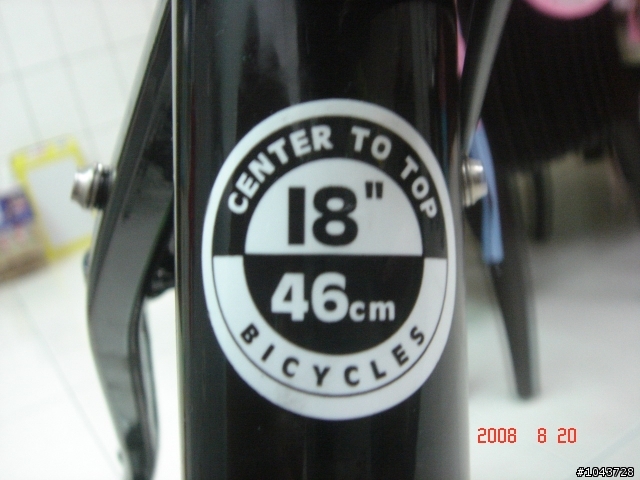 CENTER TO TOP
18"
46cm
BICYCLES
2008 8 20
#1043728